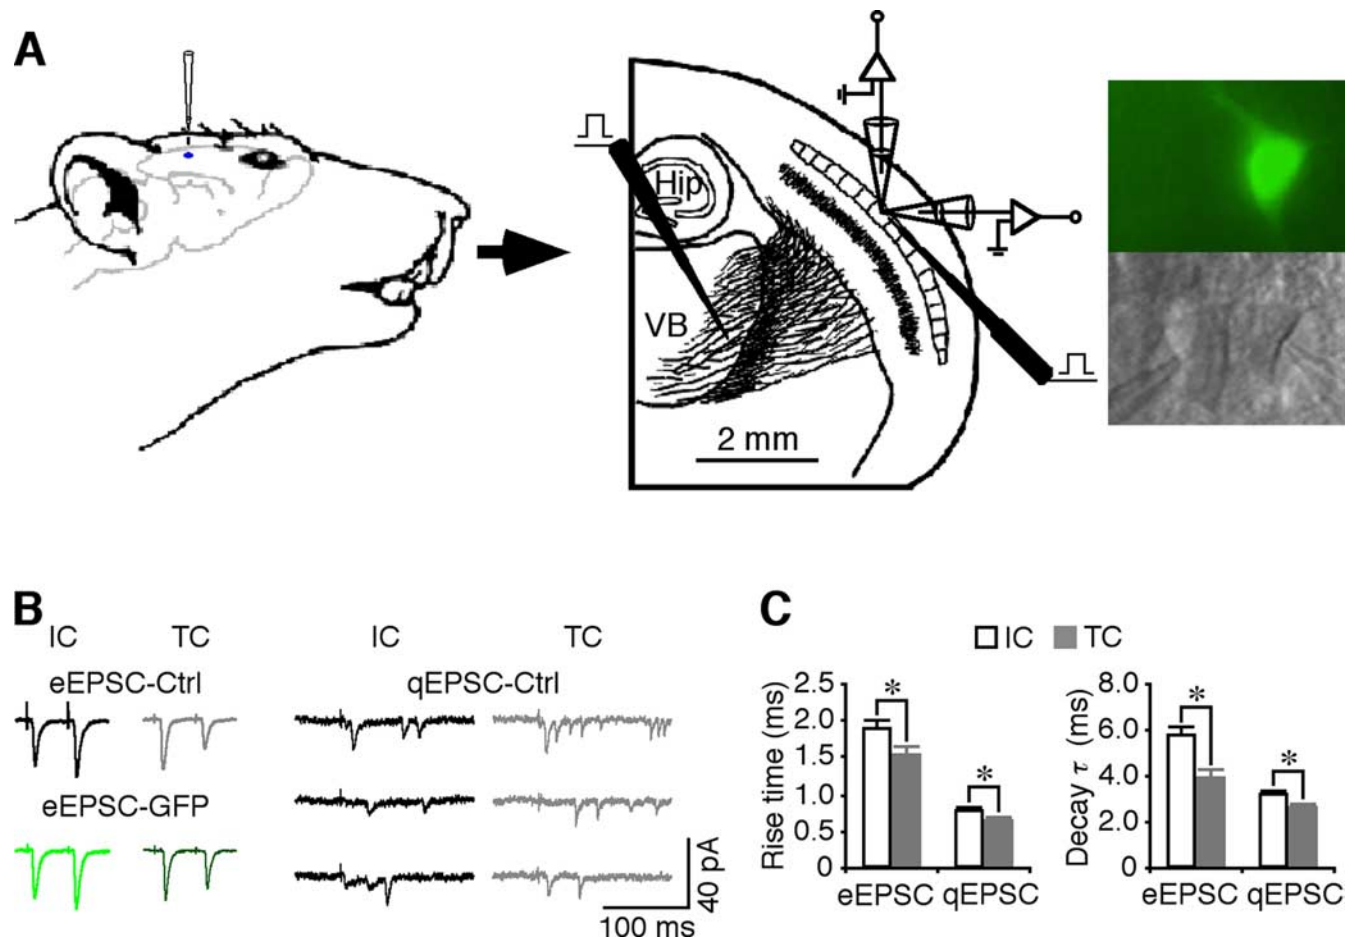 A
Hip
VB
2 mm
B
IC TC
eEPSC-Ctrl
eEPSC-GFP
IC TC
qEPSC-Ctrl
40 pA
100 ms
C
IC TC
Rise time (ms)
2.5
2.0
1.5
1.0
0.5
0
*
*
eEPSC qEPSC
Decay τ (ms)
8.0
6.0
4.0
2.0
0
*
*
eEPSC qEPSC